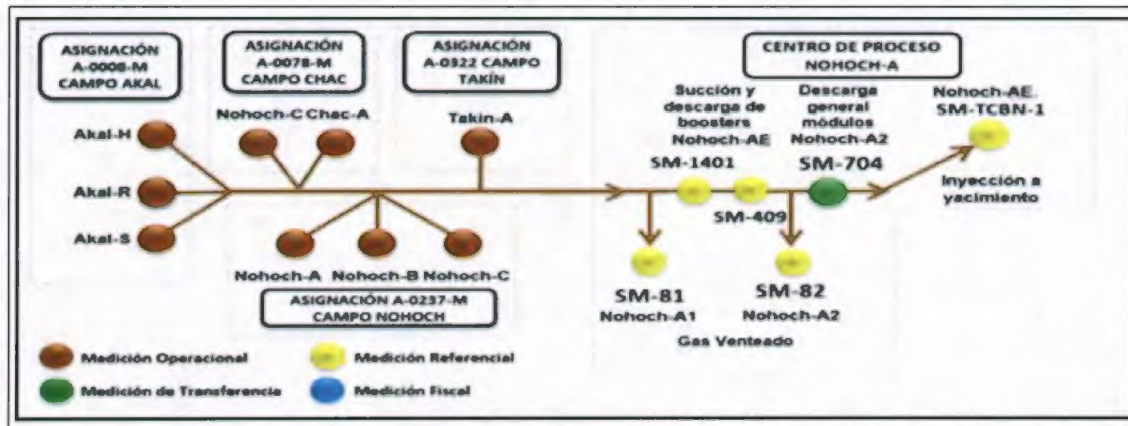 ASIGNACIÓN
A-0008-M
CAMPO AKAL
ASIGNACIÓN
A-0078-M
CAMPO CHAC
ASIGNACIÓN
A-0322 CAMPO
TAKÍN
CENTRO DE PROCESO
NOHOCH-A
Akal-H
Akal-R
Akal-S
Nohoch-C Chac-A
Takin-A
Nohoch-A Nohoch-B Nohoch-C
ASIGNACIÓN A-0237-M
CAMPO NOHOCH
Succión y
descarga de
boosters
Nohoch-AE
SM-1401
SM-409
Descarga
general
módulos
Nohoch-A2
SM-704
Nohoch-AE.
SM-TCBN-1
Inyección a
yacimiento
SM-81
Nohoch-A1
SM-82
Nohoch-A2
Gas Venteado
Medición Operacional
Medición Referencial
Medición de Transferencia
Medición Fiscal